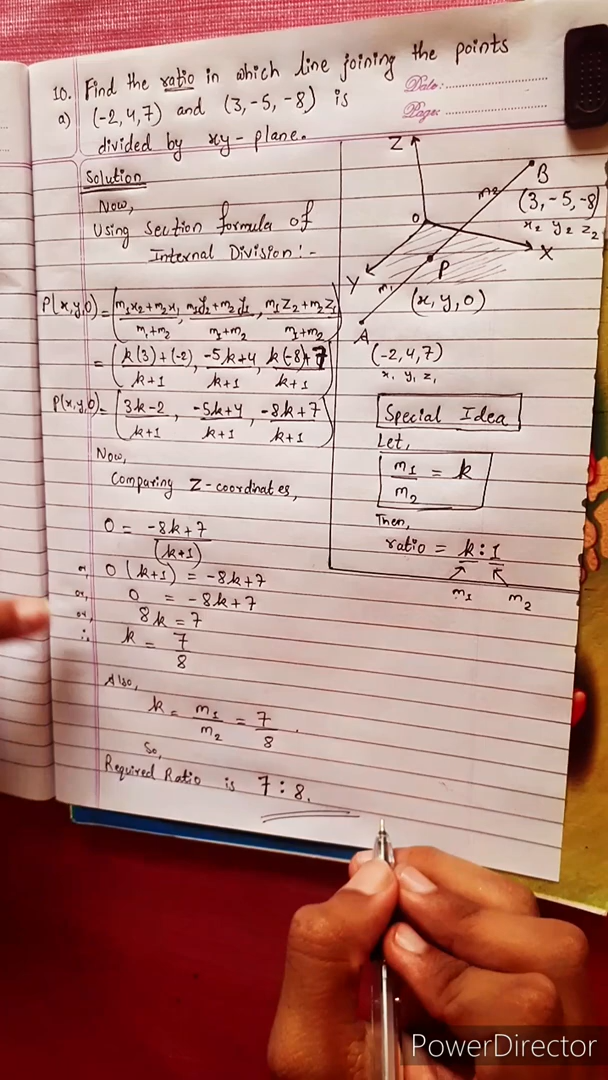 10. Find the ratio in which line joining the points
a) (-2,4,7) and (3,-5,-8) is
divided by xy-plane.
Date:
Page:
Solution
Now,
Using Section formula of
Internal Division:-
P(x,y,0) = (m1x2+m2x1/m1+m2, m1y2+m2y1/m1+m2, m1z2+m2z1/m1+m2)
= (k(3)+(-2)/k+1, -5k+4/k+1, k(-8)+7/k+1)
P(x,y,0) = (3k-2/k+1, -5k+4/k+1, -8k+7/k+1)
Now,
Comparing Z-coordinates,
0 = -8k+7/(k+1)
or, 0(k+1) = -8k+7
or, 0 = -8k+7
or, 8k = 7
∴ k = 7/8
Also,
k = m1/m2 = 7/8.
So,
Required Ratio is 7:8.
Z
B
m2
(3,-5,-8)
x2 y2 z2
O
X
Y
P
m1
(x,y,0)
A
(-2,4,7)
x1 y1 z1
Special Idea
Let,
m1/m2 = k
Then,
ratio = k:1
m1 m2
PowerDirector